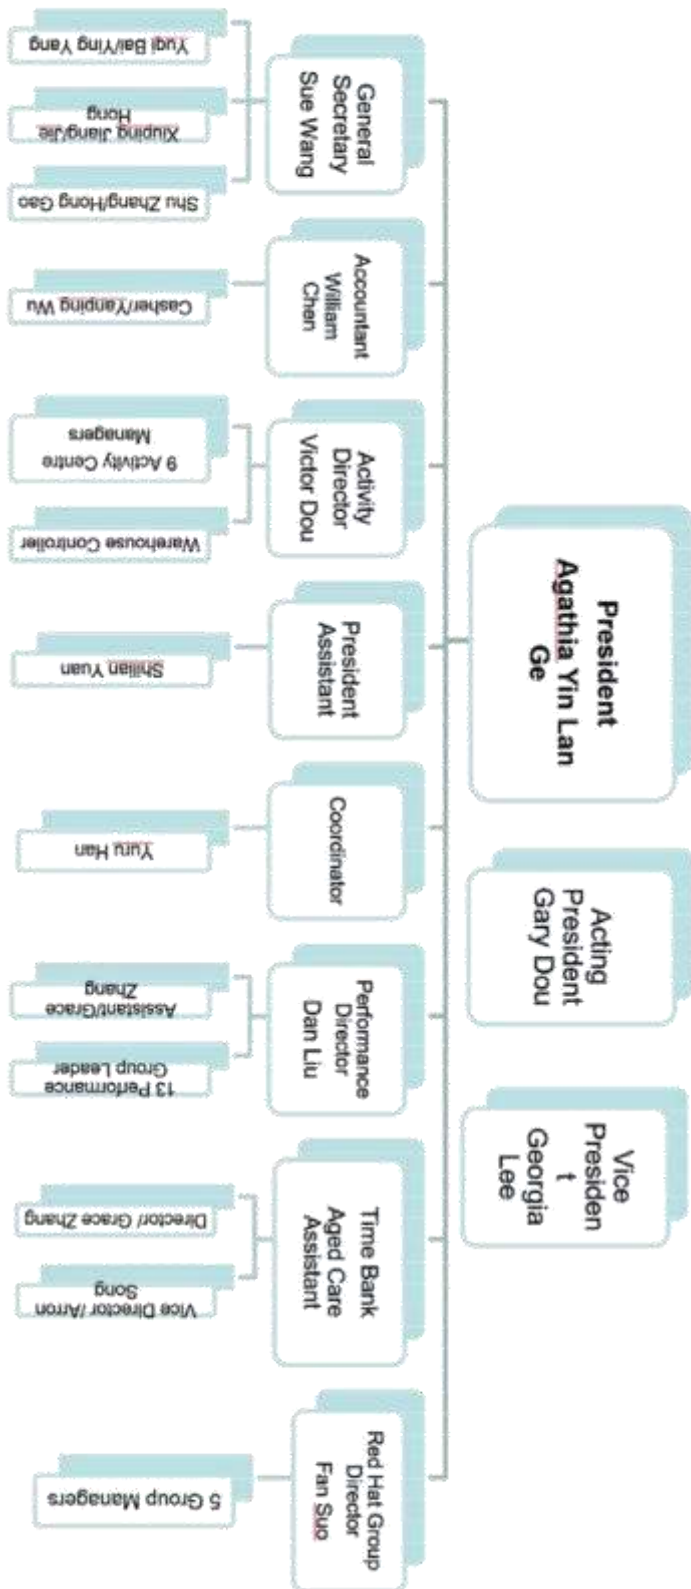 President
Agathia Yin Lan
Ge
Acting
President
Gary Dou
Vice
Presiden
t
Georgia
Lee
General
Secretary
Sue Wang
Yuqi Bai/Ying Yang
Xiuping Jiang/Jie
Hong
Shu Zhang/Hong Gao
Accountant
William
Chen
Casher/Yanping Wu
Activity
Director
Victor Dou
9 Activity Centre
Managers
Warehouse Controller
President
Assistant
Shilian Yuan
Coordinator
Yuru Han
Performance
Director
Dan Liu
Assistant/Grace
Zhang
13 Performance
Group Leader
Time Bank
Aged Care
Assistant
Director/ Grace Zhang
Vice Director /Arron
Song
Red Hat Group
Director
Fan Suo
5 Group Managers